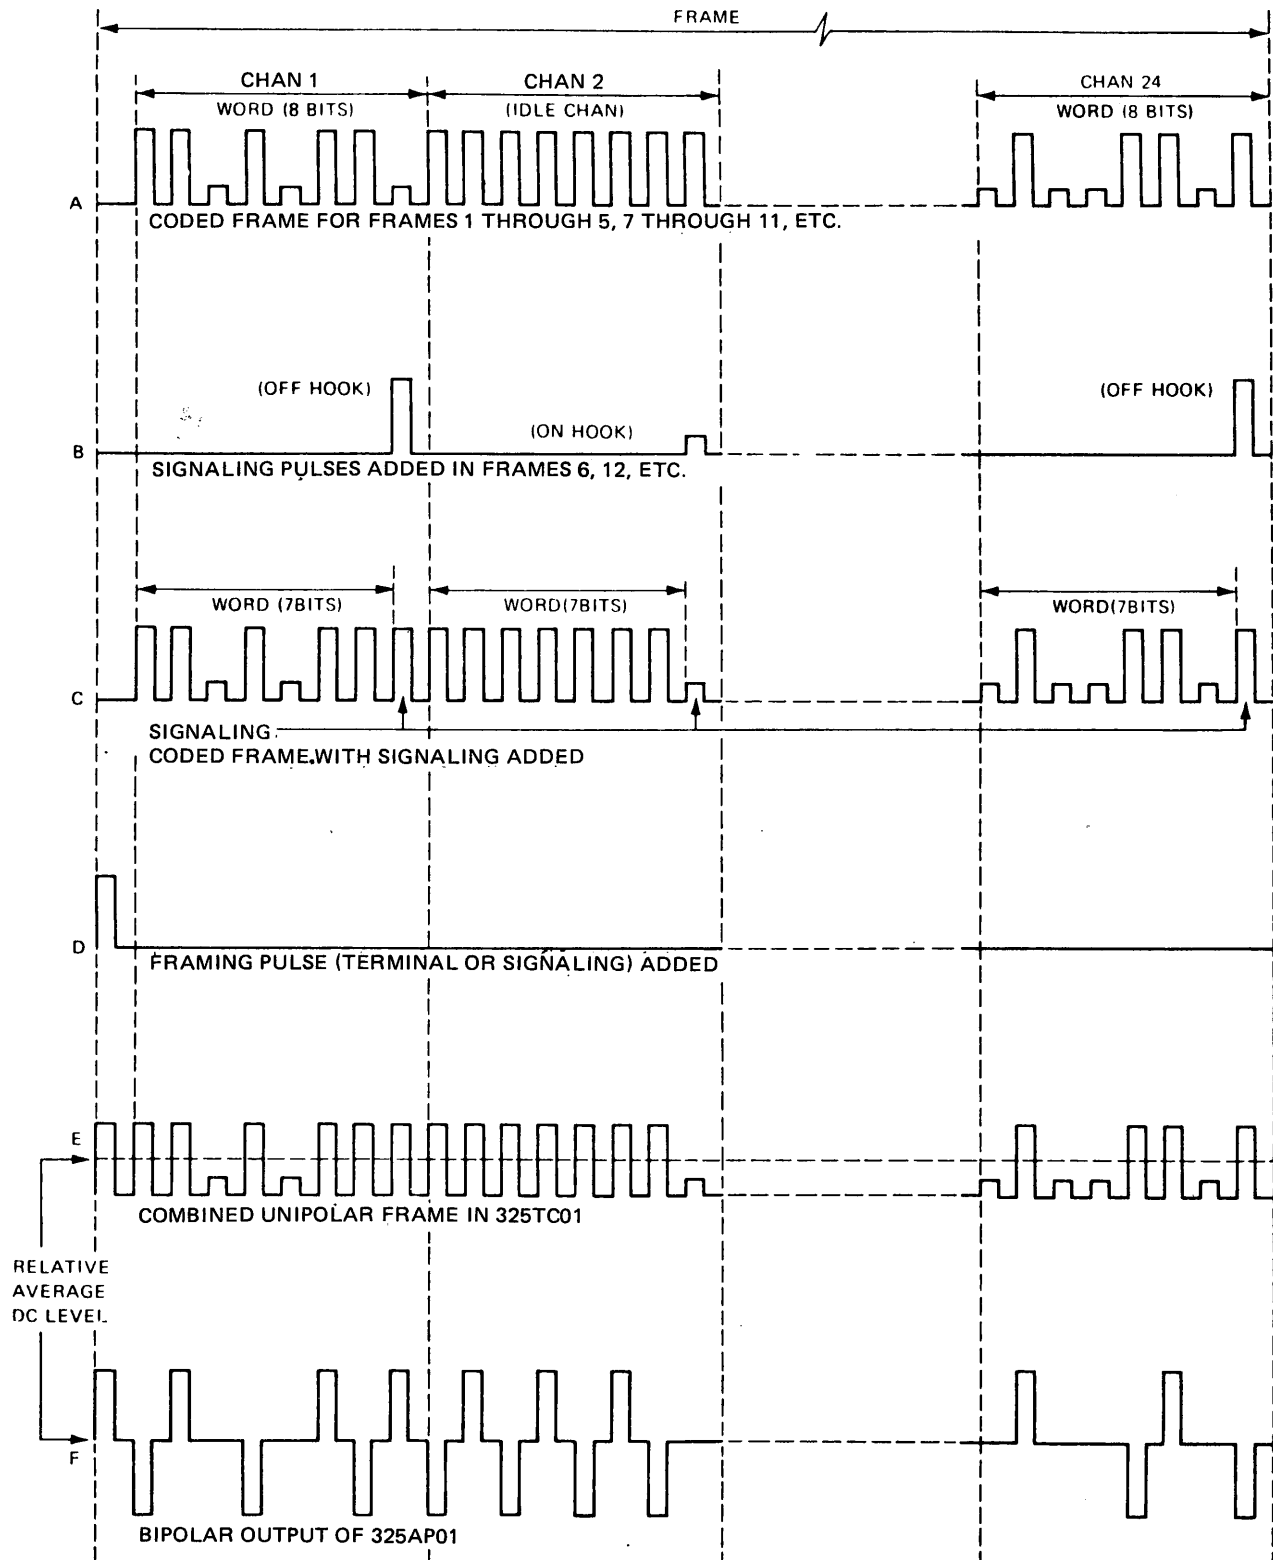 FRAME
CHAN 1
CHAN 2
CHAN 24
WORD (8 BITS)
(IDLE CHAN)
WORD (8 BITS)
A
CODED FRAME FOR FRAMES 1 THROUGH 5, 7 THROUGH 11, ETC.
(OFF HOOK)
(ON HOOK)
(OFF HOOK)
B
SIGNALING PULSES ADDED IN FRAMES 6, 12, ETC.
WORD (7BITS)
WORD(7BITS)
WORD(7BITS)
C
SIGNALING
CODED FRAME WITH SIGNALING ADDED
D
FRAMING PULSE (TERMINAL OR SIGNALING) ADDED
E
COMBINED UNIPOLAR FRAME IN 325TC01
RELATIVE
AVERAGE
DC LEVEL
F
BIPOLAR OUTPUT OF 325AP01